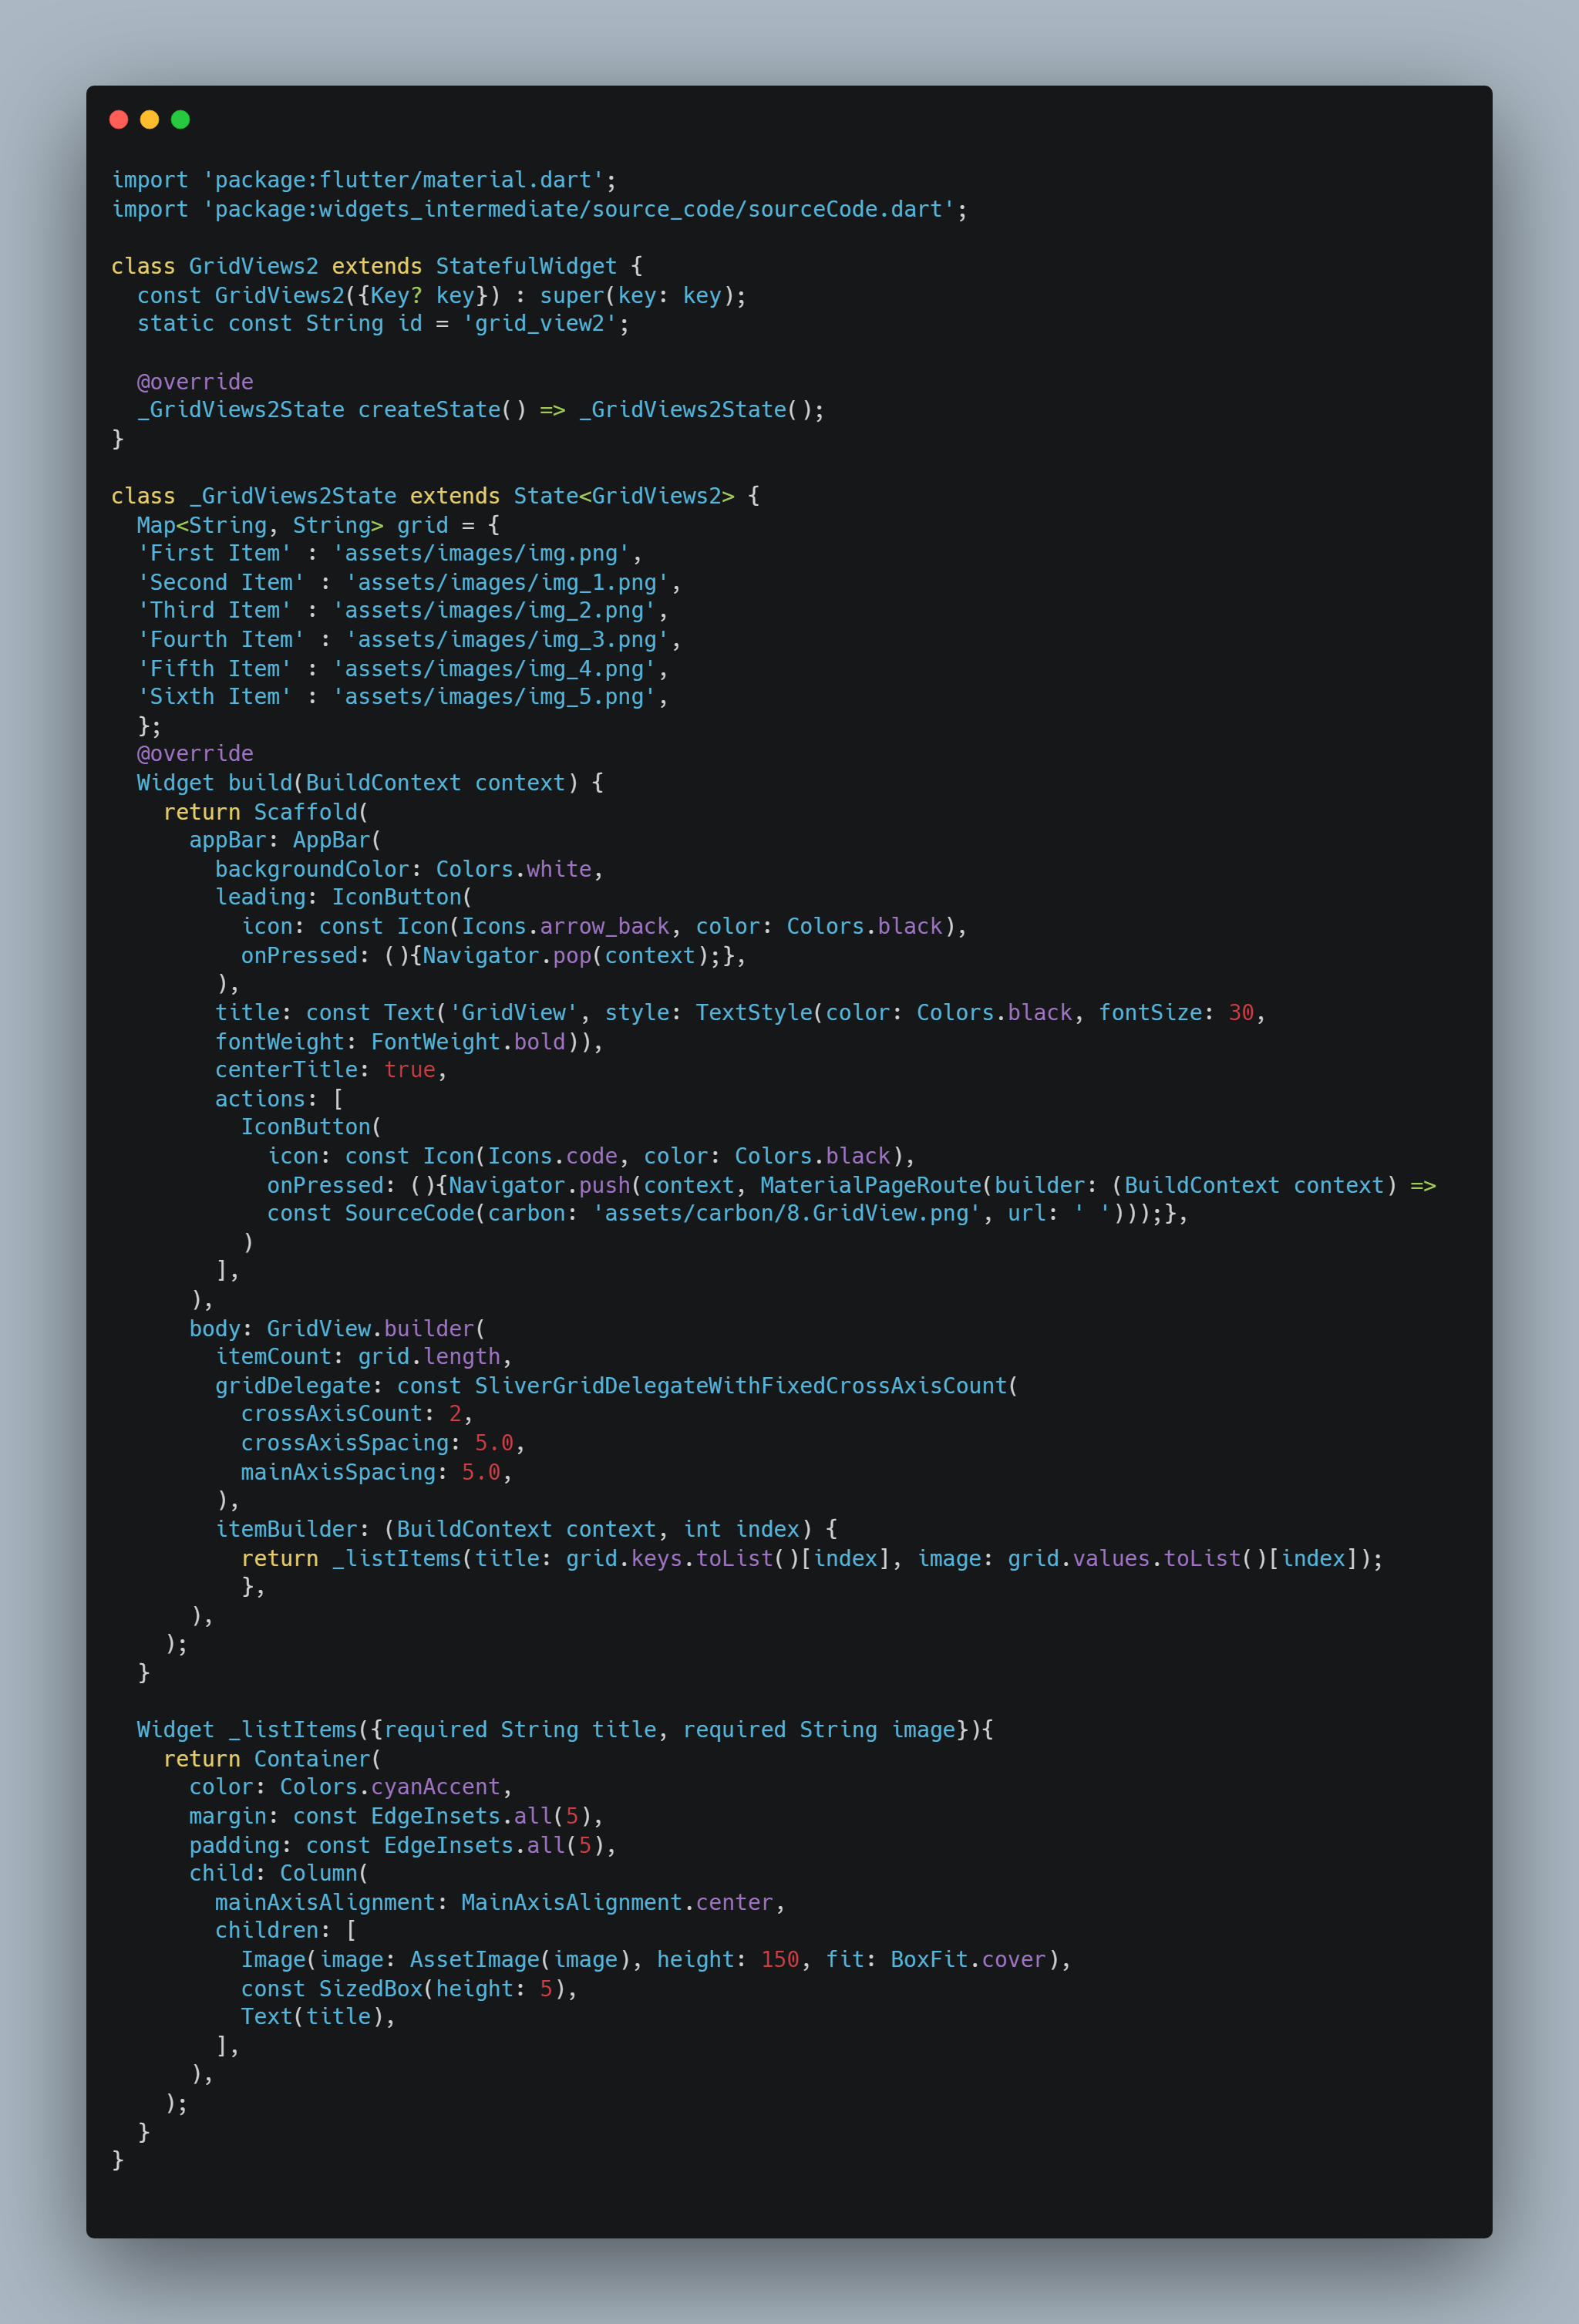 import 'package:flutter/material.dart';
import 'package:widgets_intermediate/source_code/sourceCode.dart';

class GridViews2 extends StatefulWidget {
  const GridViews2({Key? key}) : super(key: key);
  static const String id = 'grid_view2';

  @override
  _GridViews2State createState() => _GridViews2State();
}

class _GridViews2State extends State<GridViews2> {
  Map<String, String> grid = {
  'First Item' : 'assets/images/img.png',
  'Second Item' : 'assets/images/img_1.png',
  'Third Item' : 'assets/images/img_2.png',
  'Fourth Item' : 'assets/images/img_3.png',
  'Fifth Item' : 'assets/images/img_4.png',
  'Sixth Item' : 'assets/images/img_5.png',
  };
  @override
  Widget build(BuildContext context) {
    return Scaffold(
      appBar: AppBar(
        backgroundColor: Colors.white,
        leading: IconButton(
          icon: const Icon(Icons.arrow_back, color: Colors.black),
          onPressed: (){Navigator.pop(context);},
        ),
        title: const Text('GridView', style: TextStyle(color: Colors.black, fontSize: 30,
        fontWeight: FontWeight.bold)),
        centerTitle: true,
        actions: [
          IconButton(
            icon: const Icon(Icons.code, color: Colors.black),
            onPressed: (){Navigator.push(context, MaterialPageRoute(builder: (BuildContext context) =>
            const SourceCode(carbon: 'assets/carbon/8.GridView.png', url: ' ')));},
          )
        ],
      ),
      body: GridView.builder(
        itemCount: grid.length,
        gridDelegate: const SliverGridDelegateWithFixedCrossAxisCount(
          crossAxisCount: 2,
          crossAxisSpacing: 5.0,
          mainAxisSpacing: 5.0,
        ),
        itemBuilder: (BuildContext context, int index) {
          return _listItems(title: grid.keys.toList()[index], image: grid.values.toList()[index]);
          },
      ),
    );
  }

  Widget _listItems({required String title, required String image}){
    return Container(
      color: Colors.cyanAccent,
      margin: const EdgeInsets.all(5),
      padding: const EdgeInsets.all(5),
      child: Column(
        mainAxisAlignment: MainAxisAlignment.center,
        children: [
          Image(image: AssetImage(image), height: 150, fit: BoxFit.cover),
          const SizedBox(height: 5),
          Text(title),
        ],
      ),
    );
  }
}